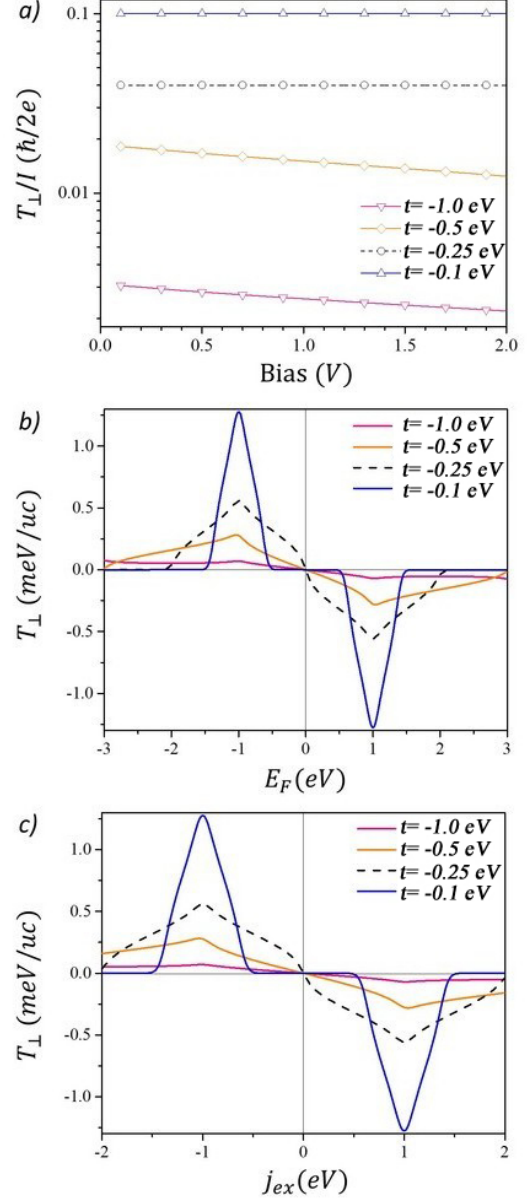 a)
0.1
0.01
T⊥/I (ħ/2e)
t= -1.0 eV
t= -0.5 eV
t= -0.25 eV
t= -0.1 eV
0.0 0.5 1.0 1.5 2.0
Bias (V)
b)
1.0
0.5
0.0
-0.5
-1.0
T⊥ (meV/uc)
t= -1.0 eV
t= -0.5 eV
t= -0.25 eV
t= -0.1 eV
-3 -2 -1 0 1 2 3
E_F(eV)
c)
1.0
0.5
0.0
-0.5
-1.0
T⊥ (meV/uc)
t= -1.0 eV
t= -0.5 eV
t= -0.25 eV
t= -0.1 eV
-2 -1 0 1 2
j_ex(eV)